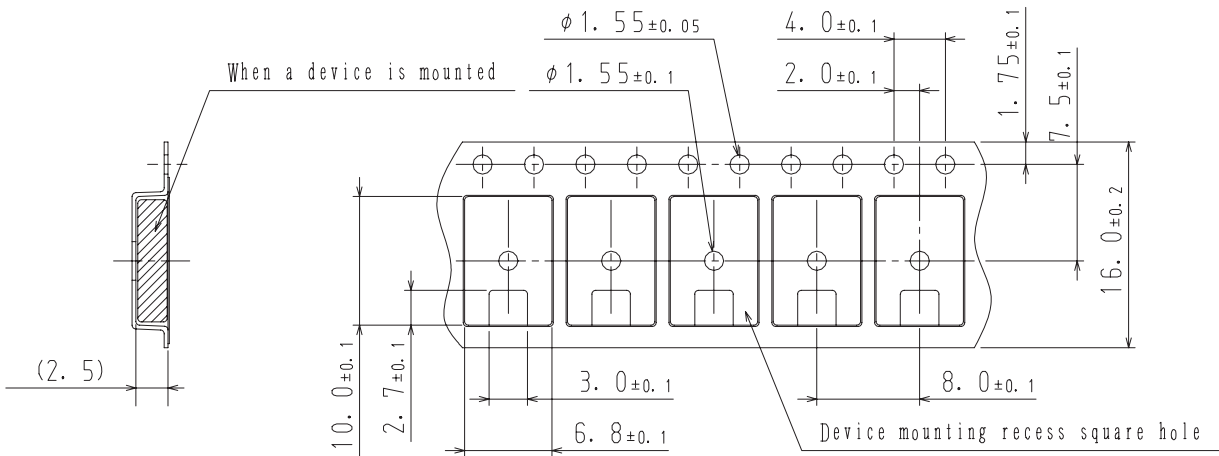 φ1.55±0.05
4.0±0.1
When a device is mounted
φ1.55±0.1
2.0±0.1
1.75±0.1
7.5±0.1
16.0±0.2
(2.5)
10.0±0.1
2.7±0.1
3.0±0.1
8.0±0.1
6.8±0.1
Device mounting recess square hole